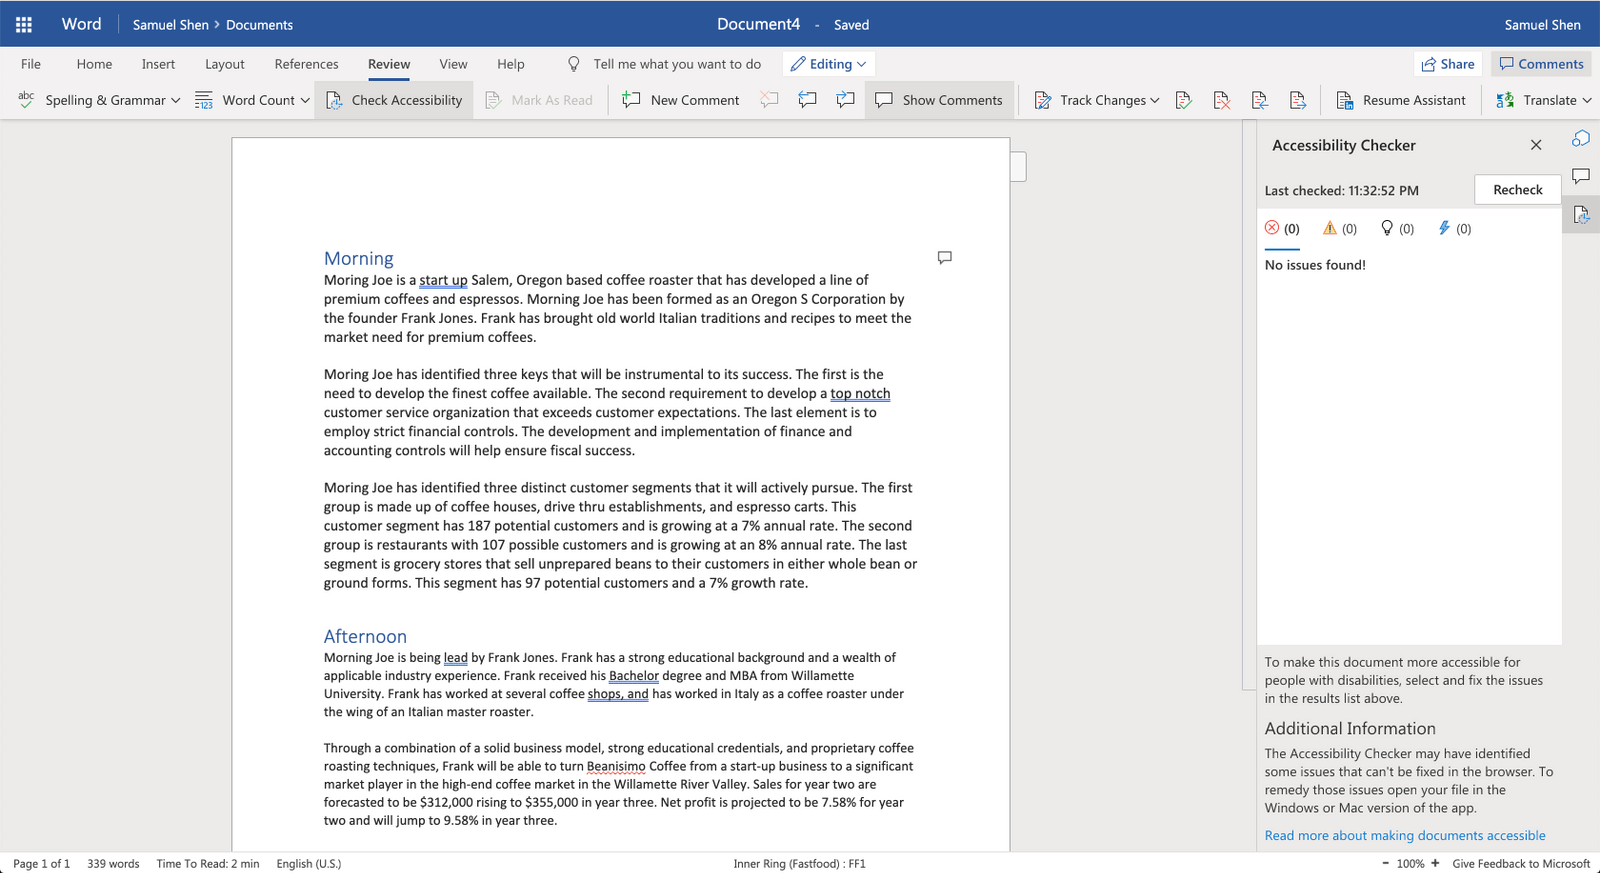 Word Samuel Shen > Documents Document4 - Saved Samuel Shen
File Home Insert Layout References Review View Help Tell me what you want to do Editing Share Comments
abc Spelling & Grammar 123 Word Count Check Accessibility Mark As Read New Comment Show Comments Track Changes Resume Assistant Translate
Morning
Moring Joe is a start up Salem, Oregon based coffee roaster that has developed a line of
premium coffees and espressos. Morning Joe has been formed as an Oregon S Corporation by
the founder Frank Jones. Frank has brought old world Italian traditions and recipes to meet the
market need for premium coffees.
Moring Joe has identified three keys that will be instrumental to its success. The first is the
need to develop the finest coffee available. The second requirement to develop a top notch
customer service organization that exceeds customer expectations. The last element is to
employ strict financial controls. The development and implementation of finance and
accounting controls will help ensure fiscal success.
Moring Joe has identified three distinct customer segments that it will actively pursue. The first
group is made up of coffee houses, drive thru establishments, and espresso carts. This
customer segment has 187 potential customers and is growing at a 7% annual rate. The second
group is restaurants with 107 possible customers and is growing at an 8% annual rate. The last
segment is grocery stores that sell unprepared beans to their customers in either whole bean or
ground forms. This segment has 97 potential customers and a 7% growth rate.
Afternoon
Morning Joe is being lead by Frank Jones. Frank has a strong educational background and a wealth of
applicable industry experience. Frank received his Bachelor degree and MBA from Willamette
University. Frank has worked at several coffee shops, and has worked in Italy as a coffee roaster under
the wing of an Italian master roaster.
Through a combination of a solid business model, strong educational credentials, and proprietary coffee
roasting techniques, Frank will be able to turn Beanisimo Coffee from a start-up business to a significant
market player in the high-end coffee market in the Willamette River Valley. Sales for year two are
forecasted to be $312,000 rising to $355,000 in year three. Net profit is projected to be 7.58% for year
two and will jump to 9.58% in year three.
Accessibility Checker
Last checked: 11:32:52 PM Recheck
(0) (0) (0) (0)
No issues found!
To make this document more accessible for
people with disabilities, select and fix the issues
in the results list above.
Additional Information
The Accessibility Checker may have identified
some issues that can't be fixed in the browser. To
remedy those issues open your file in the
Windows or Mac version of the app.
Read more about making documents accessible
Page 1 of 1 339 words Time To Read: 2 min English (U.S.) Inner Ring (Fastfood) : FF1 - 100% + Give Feedback to Microsoft